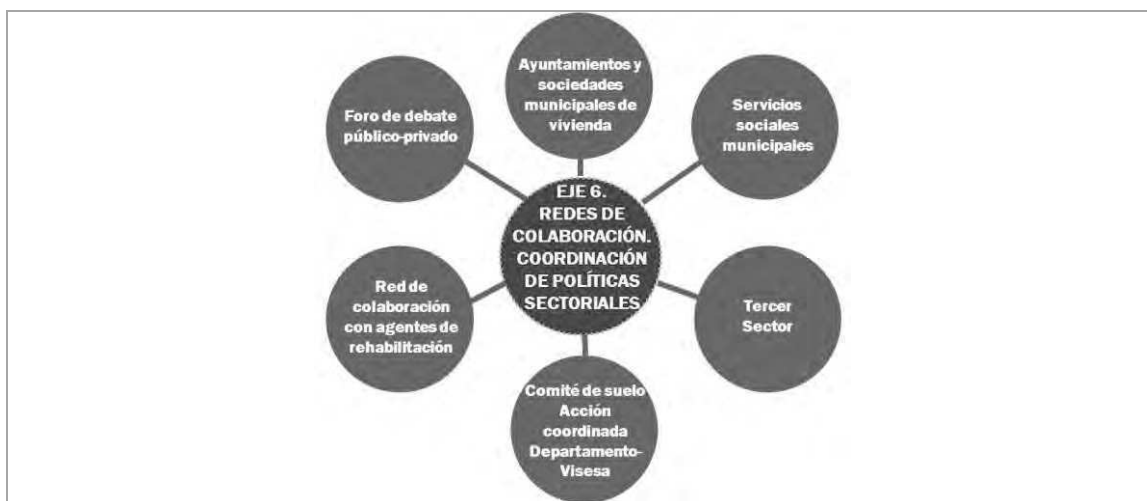 Ayuntamientos y
sociedades
municipales de
vivienda
Foro de debate
público-privado
Servicios
sociales
municipales
EJE 6.
REDES DE
COLABORACIÓN.
COORDINACIÓN
DE POLÍTICAS
SECTORIALES
Red de
colaboración
con agentes de
rehabilitación
Tercer
Sector
Comité de suelo
Acción
coordinada
Departamento-
Visesa